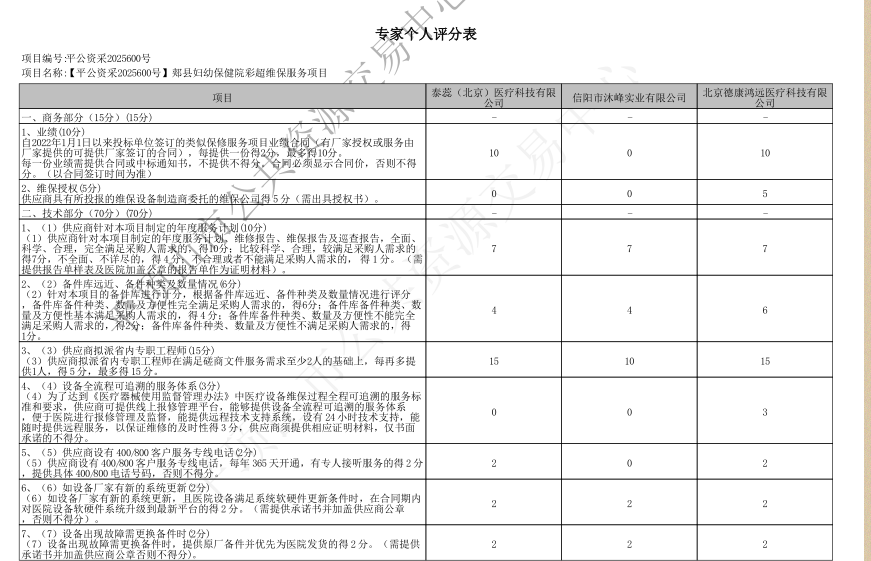 专家个人评分表
项目编号:平公资采2025600号
项目名称:【平公资采2025600号】郏县妇幼保健院彩超维保服务项目
项目 泰蕊（北京）医疗科技有限公司 信阳市沐峰实业有限公司 北京德康鸿远医疗科技有限公司
一、商务部分（15分）(15分) - - -
1、业绩(10分)
自2022年1月1日以来投标单位签订的类似保修服务项目业绩合同（有厂家授权或服务由
厂家提供的可提供厂家签订的合同），每提供一份得2分，最多得10分。
每一份业绩需提供合同或中标通知书，不提供不得分。合同必须显示合同价，否则不得
分。（以合同签订时间为准） 10 0 10
2、维保授权(5分)
供应商具有所投报的维保设备制造商委托的维保公司得 5 分（需出具授权书）。 0 0 5
二、技术部分（70分）(70分) - - -
1、（1）供应商针对本项目制定的年度服务计划(10分)
（1）供应商针对本项目制定的年度服务计划，维修报告、维保报告及巡查报告，全面、
科学、合理，完全满足采购人需求的、得10分；比较科学、合理，较满足采购人需求的
得7分，不全面、不详尽的，得 4分；不合理或者不能满足采购人需求的， 得 1 分。（需
提供报告单样表及医院加盖公章的报告单作为证明材料）。 7 7 7
2、（2）备件库远近、备件种类及数量情况(6分)
（2）针对本项目的备件库进行计分，根据备件库远近、备件种类及数量情况进行评分
，备件库备件种类、数量及方便性完全满足采购人需求的，得6分；备件库备件种类、数
量及方便性基本满足采购人需求的，得 4 分；备件库备件种类、数量及方便性不能完全
满足采购人需求的，得2分；备件库备件种类、数量及方便性不满足采购人需求的，得
1分。 4 4 6
3、（3）供应商拟派省内专职工程师(15分)
（3）供应商拟派省内专职工程师在满足磋商文件服务需求至少2人的基础上，每再多提
供1人，得 5 分，最多得 15 分。 15 10 15
4、（4）设备全流程可追溯的服务体系(3分)
（4）为了达到《医疗器械使用监督管理办法》中医疗设备维保过程全程可追溯的服务标
准和要求，供应商可提供线上报修管理平台，能够提供设备全流程可追溯的服务体系
，便于医院进行报修管理及监督，能提供远程技术支持系统，设有 24 小时技术支持，能
随时提供远程服务，以保证维修的及时性得 3 分，供应商须提供相应证明材料，仅书面
承诺的不得分。 0 0 3
5、（5）供应商设有 400/800 客户服务专线电话(2分)
（5）供应商设有 400/800 客户服务专线电话，每年 365 天开通，有专人接听服务的得 2 分
，提供具体 400/800 电话号码，否则不得分。 2 0 2
6、（6）如设备厂家有新的系统更新(2分)
（6）如设备厂家有新的系统更新，且医院设备满足系统软硬件更新条件时，在合同期内
对医院设备软硬件系统升级到最新平台的得 2 分。（需提供承诺书并加盖供应商公章
，否则不得分）。 2 2 2
7、（7）设备出现故障需更换备件时(2分)
（7）设备出现故障需更换备件时，提供原厂备件并优先为医院发货的得 2 分。（需提供
承诺书并加盖供应商公章否则不得分)。 2 2 2